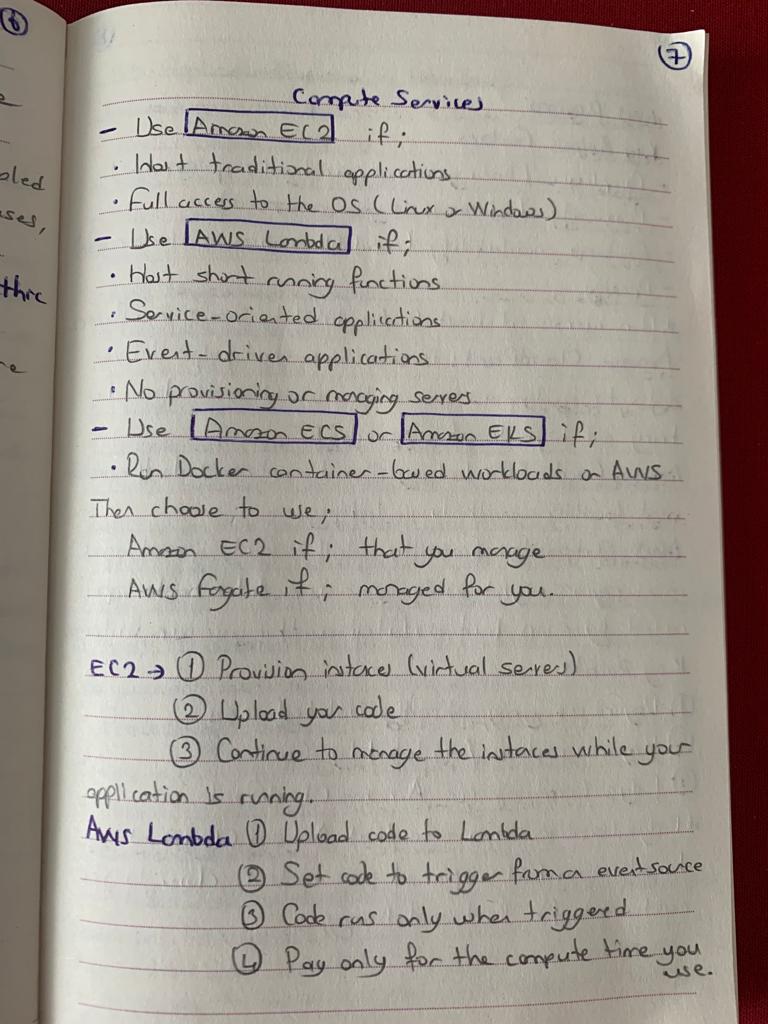 6
7
Compute Services
- Use Amazon EC2 if;
• Host traditional applications
• Full access to the OS (Linux or Windows)
- Use AWS Lambda if;
• Host short running functions
• Service-oriented applications
• Event-driven applications
• No provisioning or managing servers
- Use Amazon ECS or Amazon EKS if;
• Run Docker container-based workloads on AWS
Then choose to use;
Amazon EC2 if; that you manage
AWS Fargate if; managed for you.
EC2 → ① Provision instaces (virtual servers)
② Upload your code
③ Continue to manage the instaces while your
application is running.
AWS Lambda ① Upload code to Lambda
② Set code to trigger from a event source
③ Code runs only when triggered
④ Pay only for the compute time you
use.